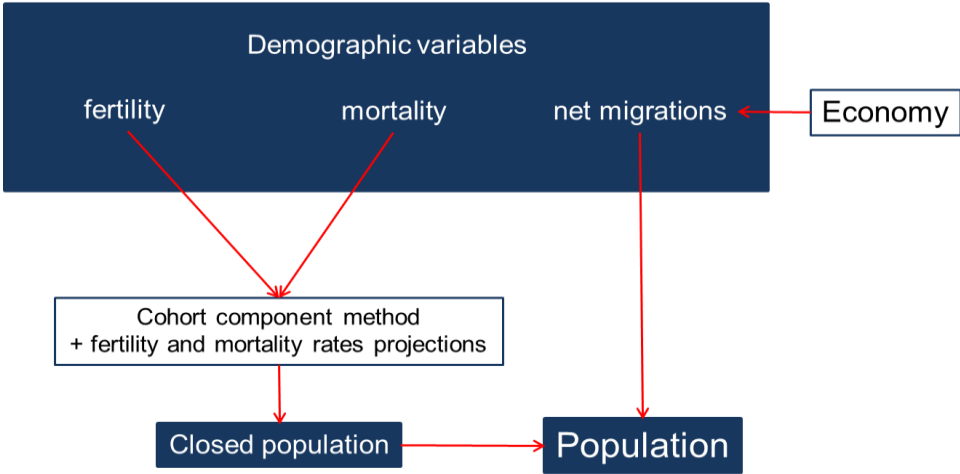 Demographic variables
fertility
mortality
net migrations
Economy
Cohort component method
+ fertility and mortality rates projections
Closed population
Population